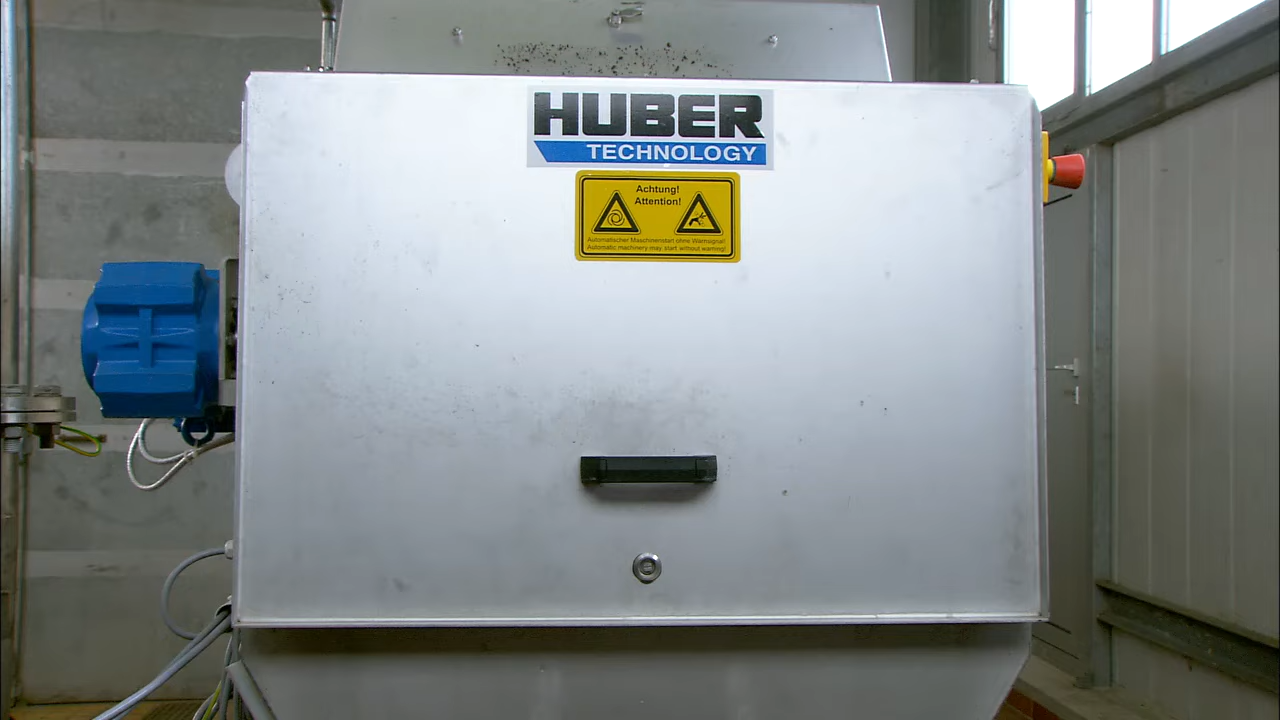 HUBER
TECHNOLOGY
Achtung!
Attention!
Automatischer Maschinenstart ohne Warnsignal!
Automatic machinery may start without warning!